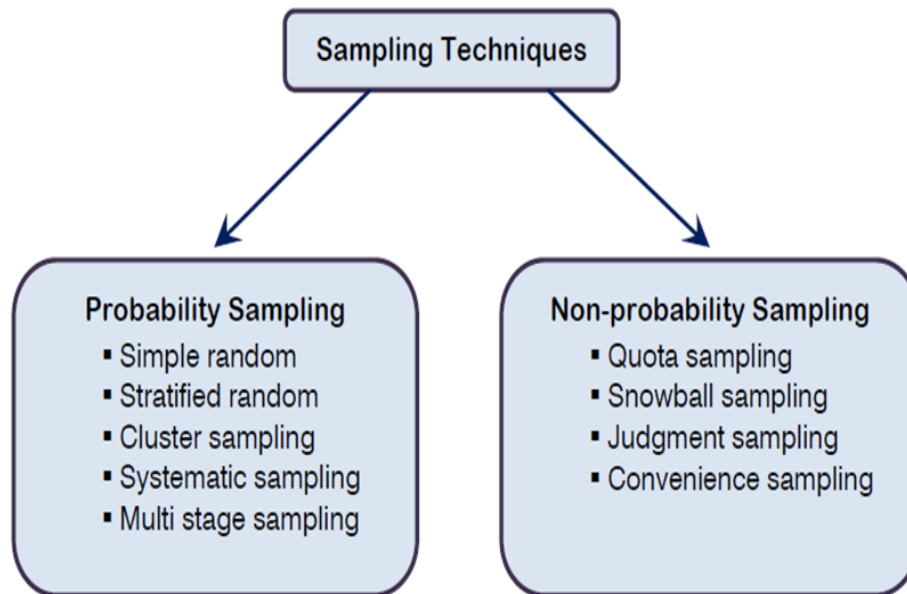 Sampling Techniques
Probability Sampling
▪ Simple random
▪ Stratified random
▪ Cluster sampling
▪ Systematic sampling
▪ Multi stage sampling
Non-probability Sampling
▪ Quota sampling
▪ Snowball sampling
▪ Judgment sampling
▪ Convenience sampling